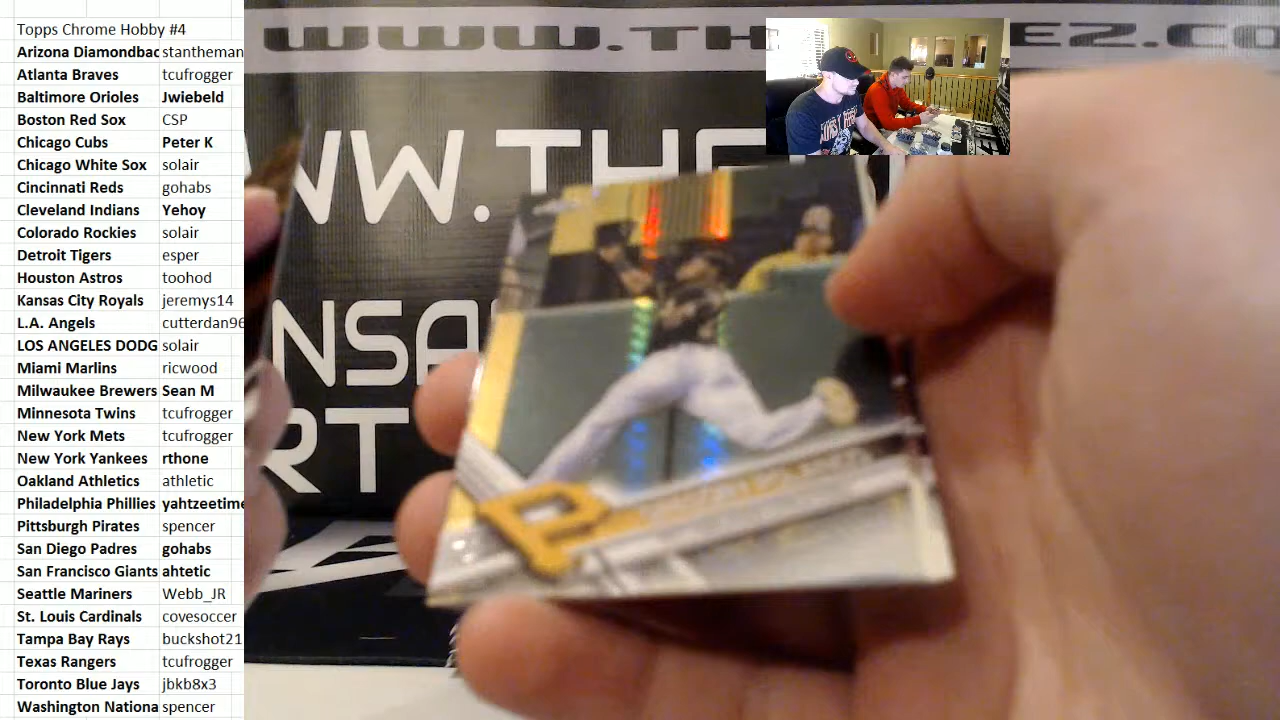 Topps Chrome Hobby #4
Arizona Diamondbac stantheman
Atlanta Braves tcufrogger
Baltimore Orioles Jwiebeld
Boston Red Sox CSP
Chicago Cubs Peter K
Chicago White Sox solair
Cincinnati Reds gohabs
Cleveland Indians Yehoy
Colorado Rockies solair
Detroit Tigers esper
Houston Astros toohod
Kansas City Royals jeremys14
L.A. Angels cutterdan96
LOS ANGELES DODG solair
Miami Marlins ricwood
Milwaukee Brewers Sean M
Minnesota Twins tcufrogger
New York Mets tcufrogger
New York Yankees rthone
Oakland Athletics athletic
Philadelphia Phillies yahtzeetime
Pittsburgh Pirates spencer
San Diego Padres gohabs
San Francisco Giants ahtetic
Seattle Mariners Webb_JR
St. Louis Cardinals covesoccer
Tampa Bay Rays buckshot21
Texas Rangers tcufrogger
Toronto Blue Jays jbkb8x3
Washington Nationa spencer
WWW.TH EZ.CO
WW.THE
NSA
RT
P